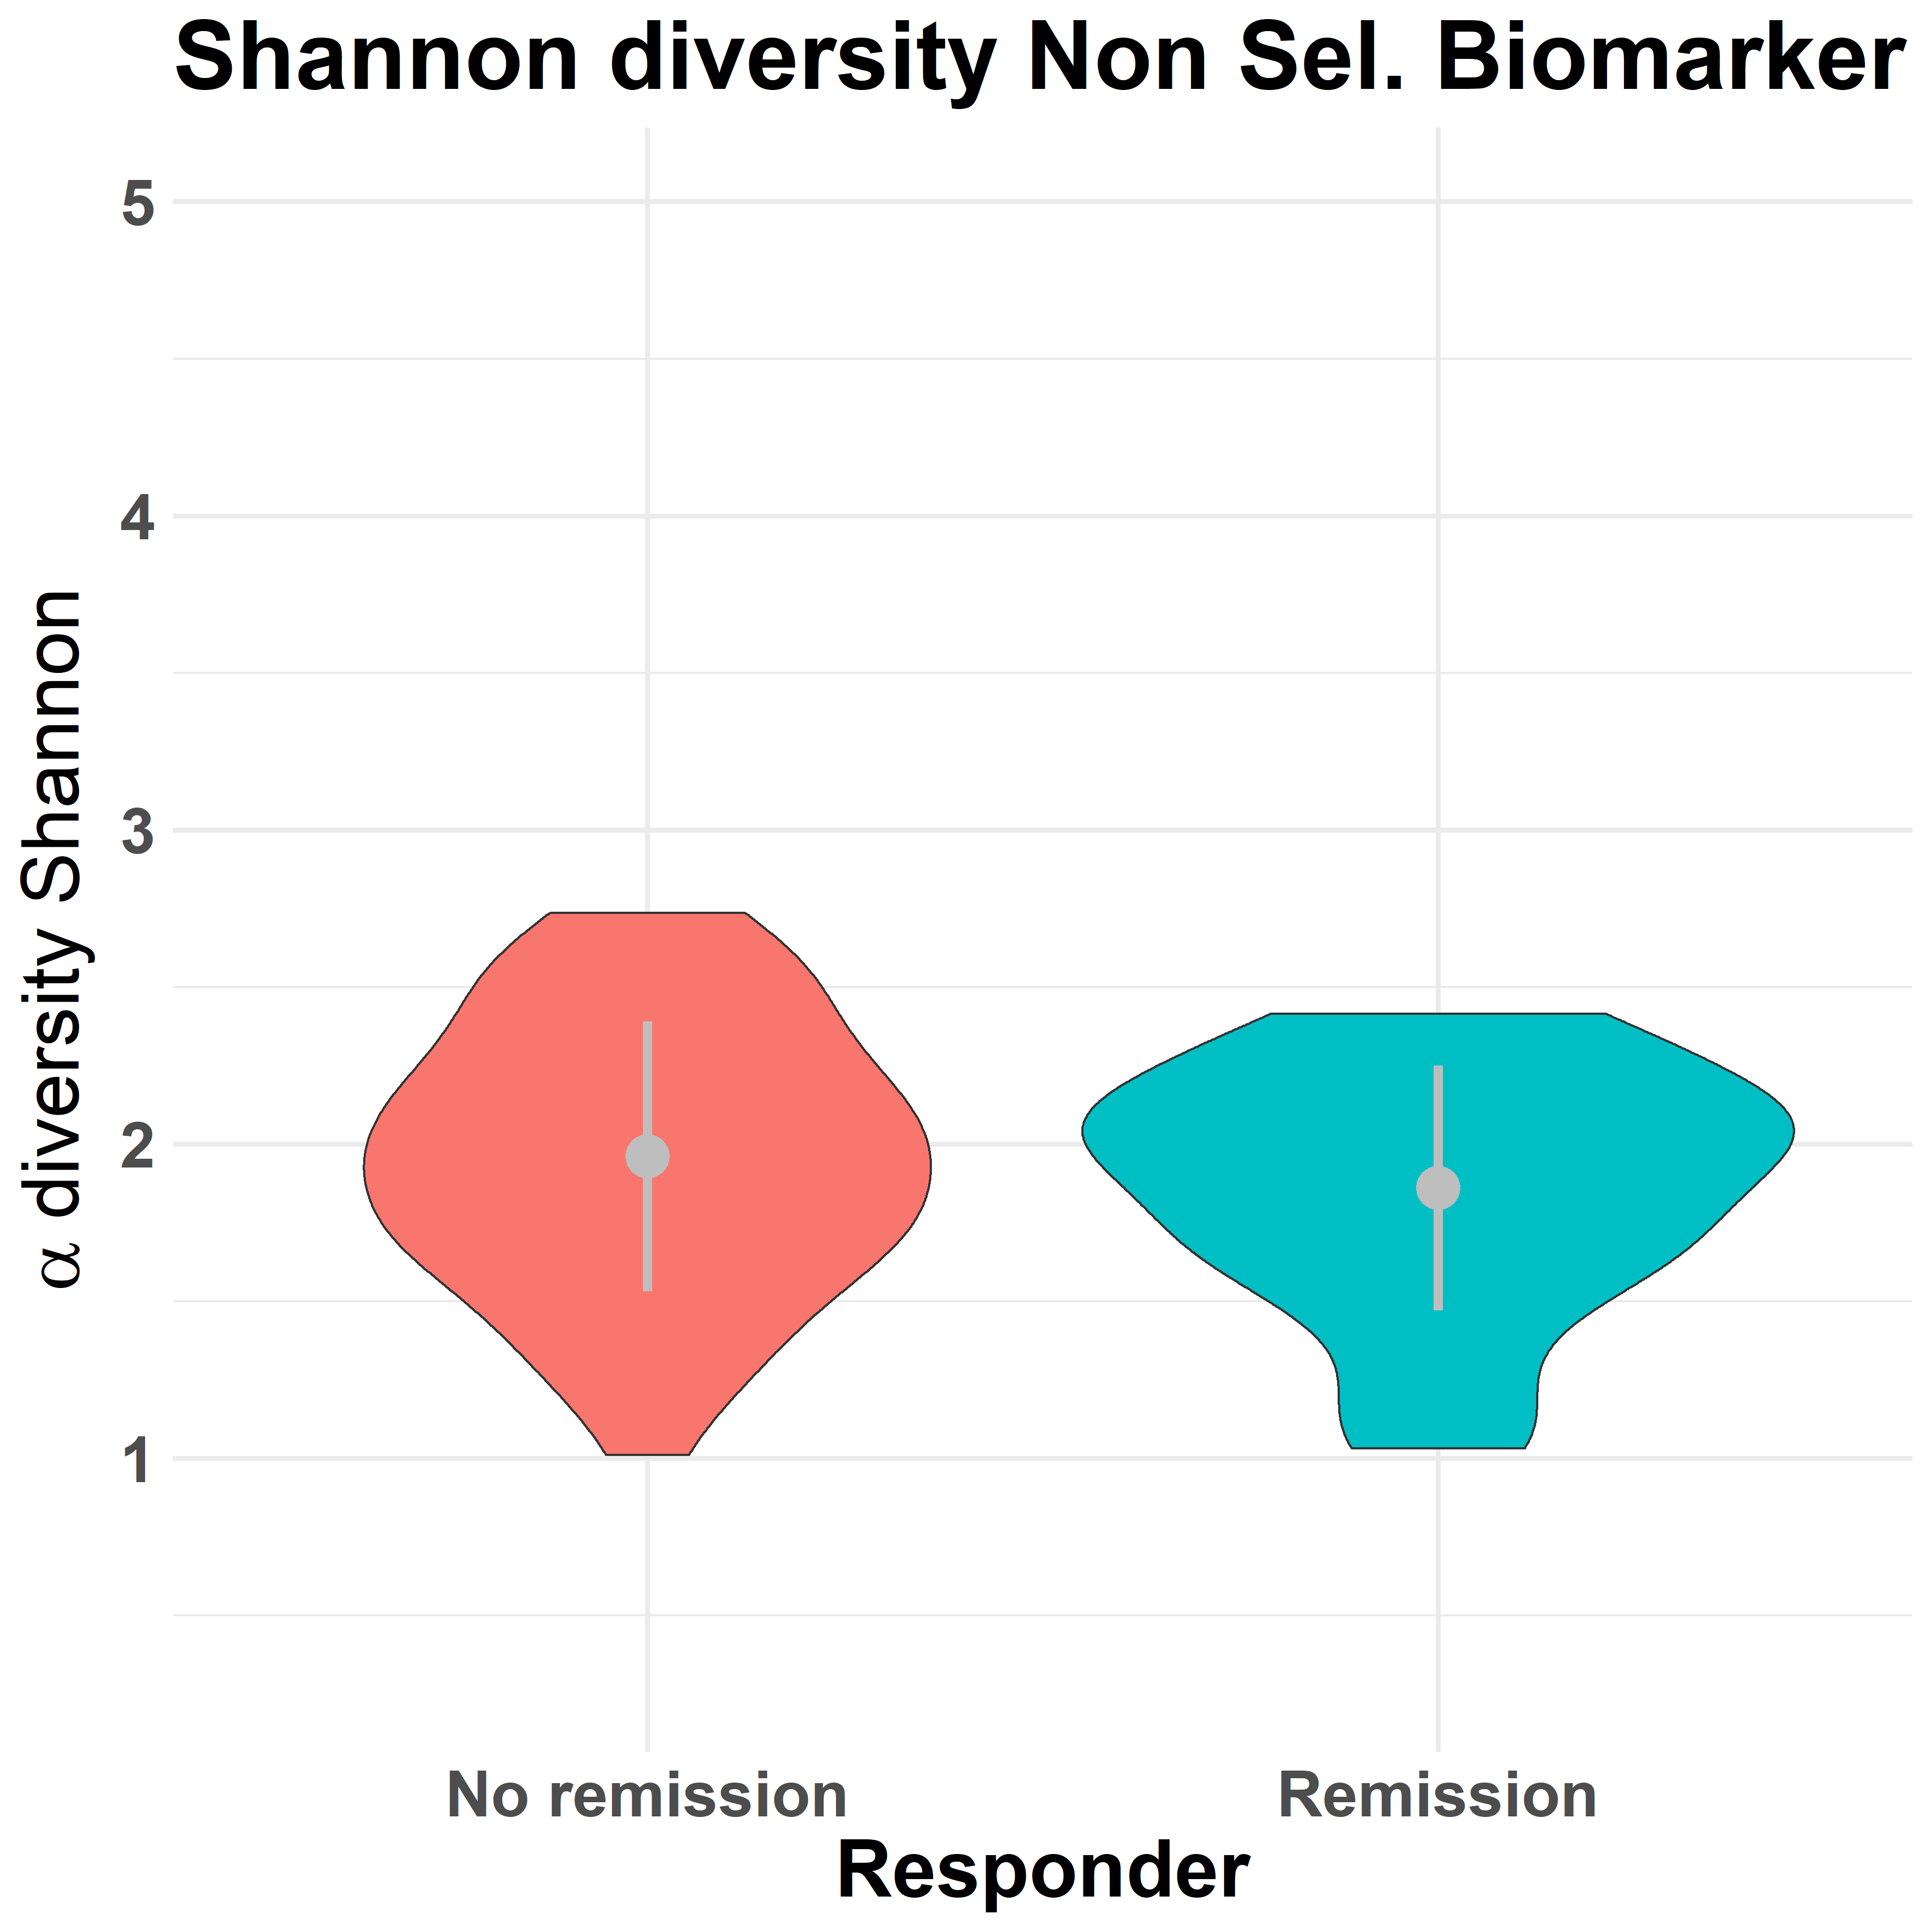 Shannon diversity Non Sel. Biomarker
5
4
3
2
1
α diversity Shannon
No remission
Remission
Responder